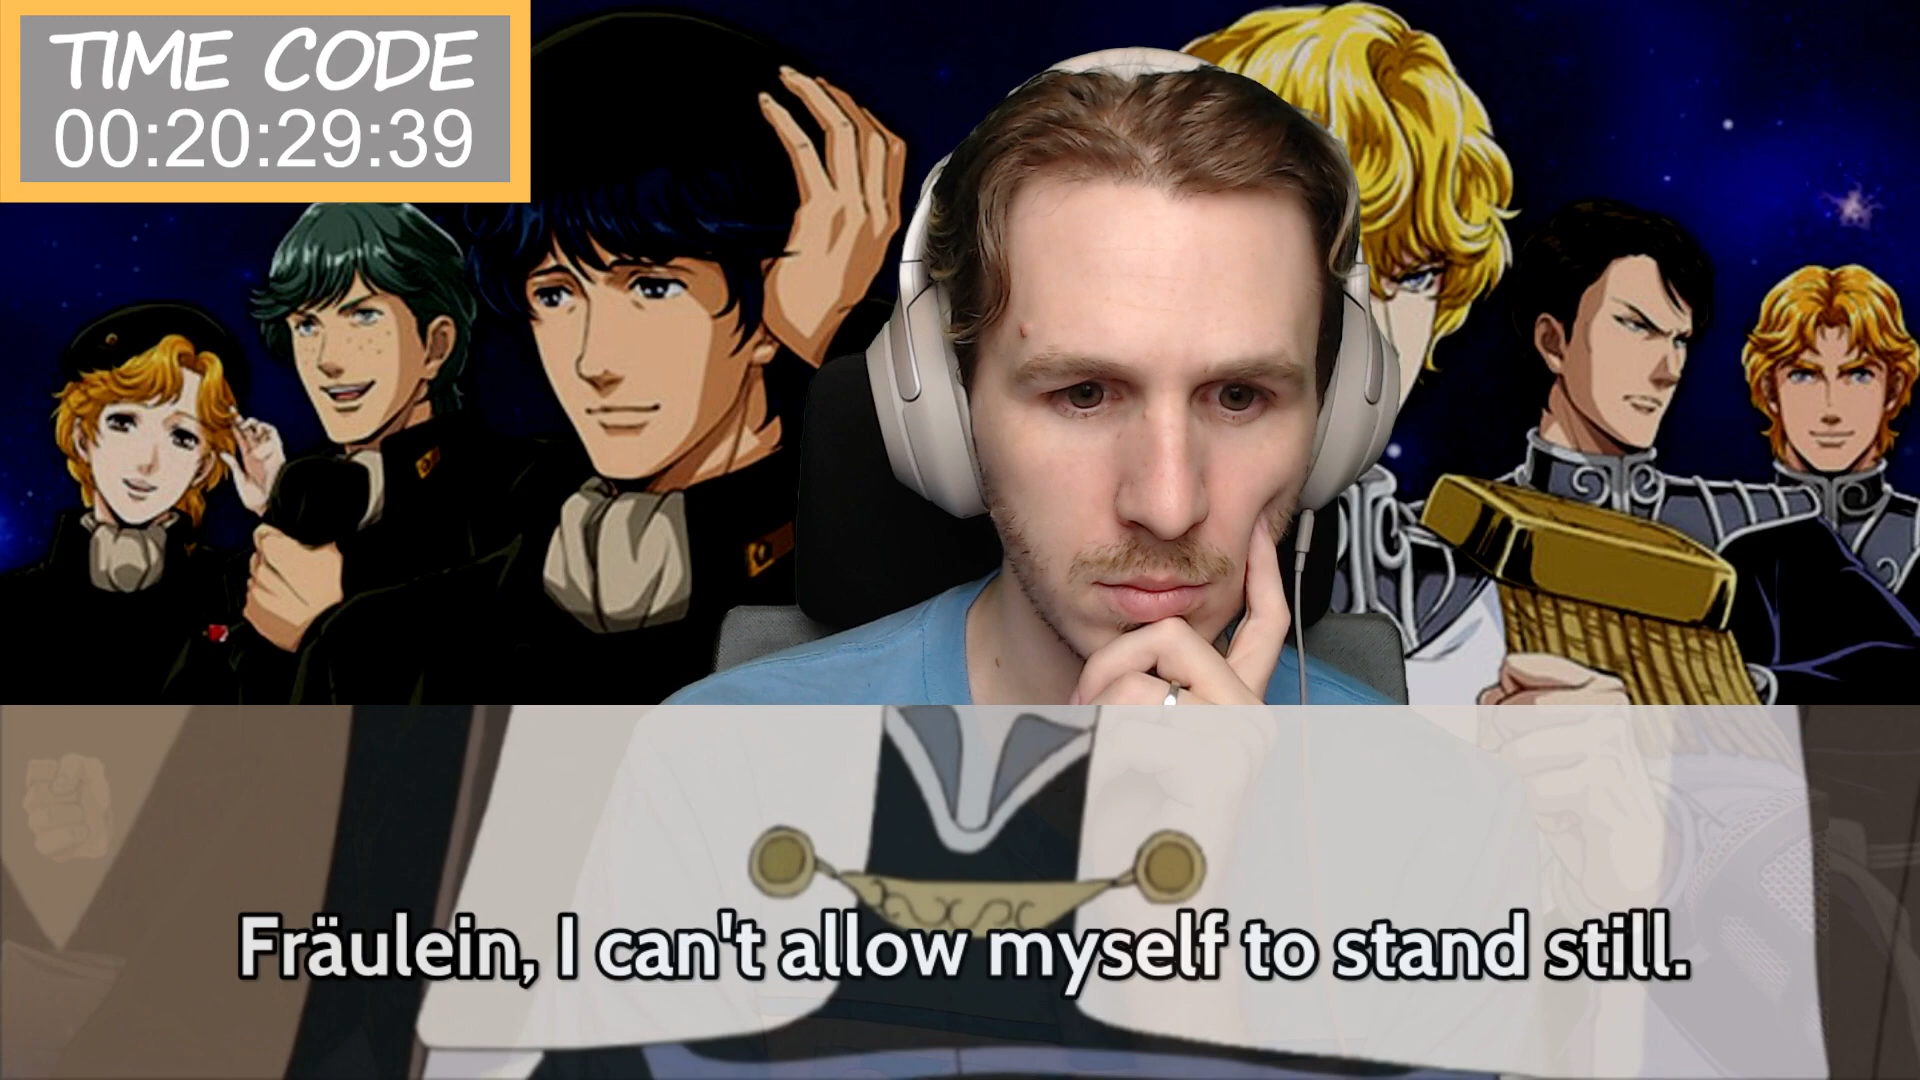 TIME CODE
00:20:29:39
Fräulein, I can't allow myself to stand still.